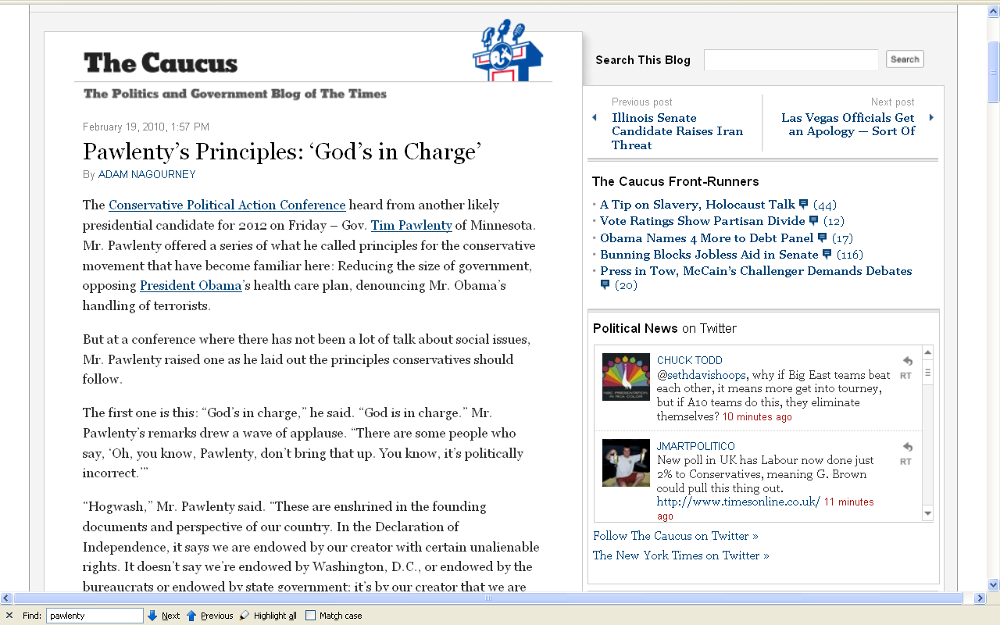 The Caucus
The Politics and Government Blog of The Times
February 19, 2010, 1:57 PM
Pawlenty’s Principles: ‘God’s in Charge’
By ADAM NAGOURNEY
The Conservative Political Action Conference heard from another likely
presidential candidate for 2012 on Friday – Gov. Tim Pawlenty of Minnesota.
Mr. Pawlenty offered a series of what he called principles for the conservative
movement that have become familiar here: Reducing the size of government,
opposing President Obama’s health care plan, denouncing Mr. Obama’s
handling of terrorists.
But at a conference where there has not been a lot of talk about social issues,
Mr. Pawlenty raised one as he laid out the principles conservatives should
follow.
The first one is this: “God’s in charge,” he said. “God is in charge.” Mr.
Pawlenty’s remarks drew a wave of applause. “There are some people who
say, ‘Oh, you know, Pawlenty, don’t bring that up. You know, it’s politically
incorrect.’”
“Hogwash,” Mr. Pawlenty said. “These are enshrined in the founding
documents and perspective of our country. In the Declaration of
Independence, it says we are endowed by our creator with certain unalienable
rights. It doesn’t say we’re endowed by Washington, D.C., or endowed by the
bureaucrats or endowed by state government; it’s by our creator that we are
Search This Blog
Search
Previous post
Illinois Senate
Candidate Raises Iran
Threat
Next post
Las Vegas Officials Get
an Apology — Sort Of
The Caucus Front-Runners
A Tip on Slavery, Holocaust Talk (44)
Vote Ratings Show Partisan Divide (12)
Obama Names 4 More to Debt Panel (17)
Bunning Blocks Jobless Aid in Senate (116)
Press in Tow, McCain’s Challenger Demands Debates
(20)
Political News on Twitter
CHUCK TODD
@sethdavishoops, why if Big East teams beat
RT
each other, it means more get into tourney,
but if A10 teams do this, they eliminate
themselves? 10 minutes ago
JMARTPOLITICO
New poll in UK has Labour now done just
RT
2% to Conservatives, meaning G. Brown
could pull this thing out.
http://www.timesonline.co.uk/ 11 minutes
ago
Follow The Caucus on Twitter »
The New York Times on Twitter »
Find: pawlenty Next Previous Highlight all Match case